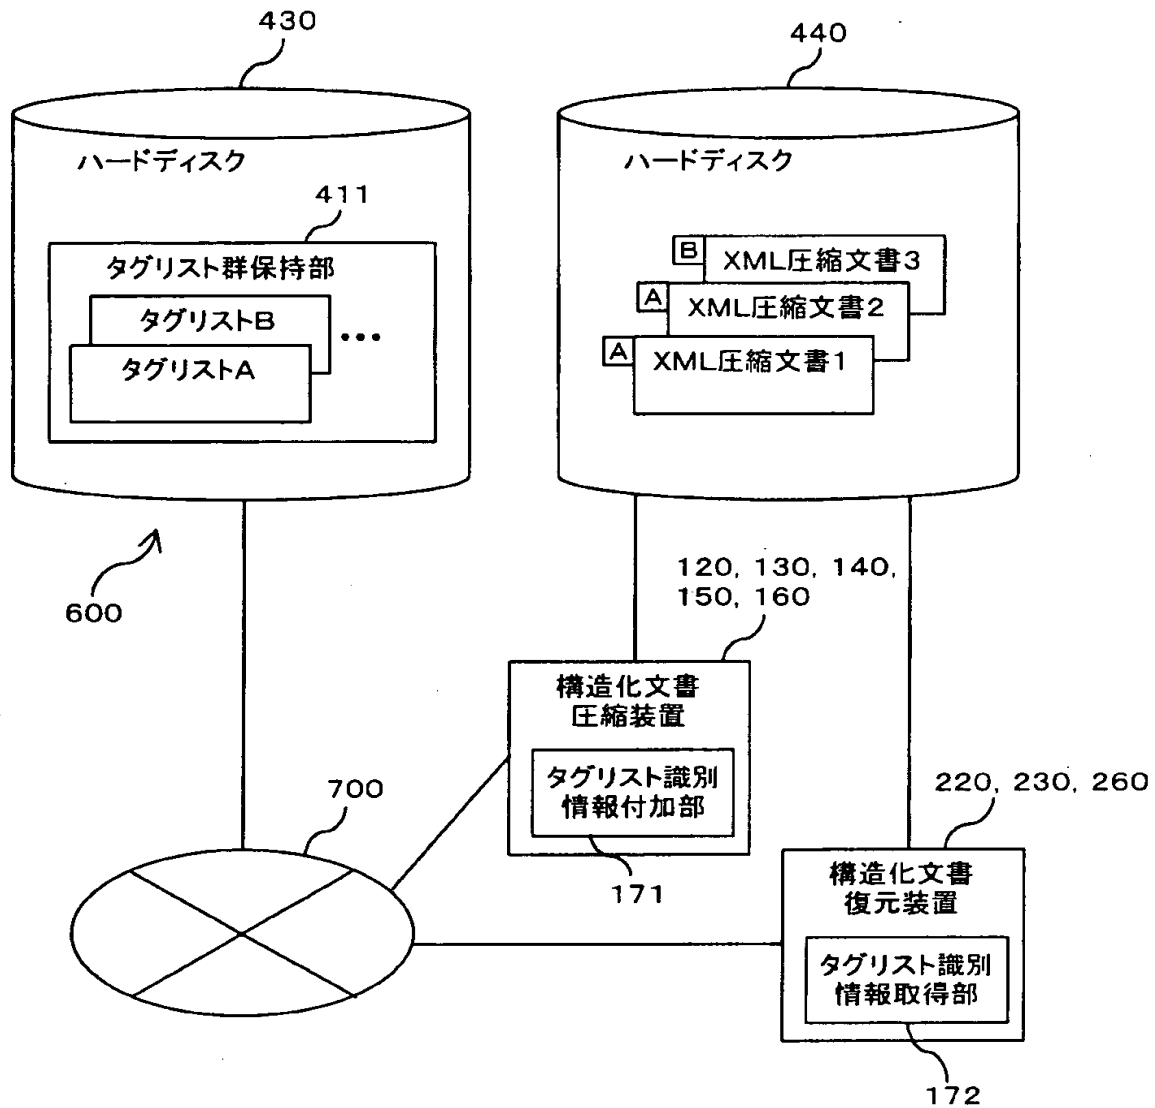 430
440
ハードディスク
ハードディスク
411
タグリスト群保持部
タグリストB
タグリストA
・・・
B
XML圧縮文書3
A
XML圧縮文書2
A
XML圧縮文書1
600
120, 130, 140,
150, 160
構造化文書
圧縮装置
タグリスト識別
情報付加部
171
700
220, 230, 260
構造化文書
復元装置
タグリスト識別
情報取得部
172